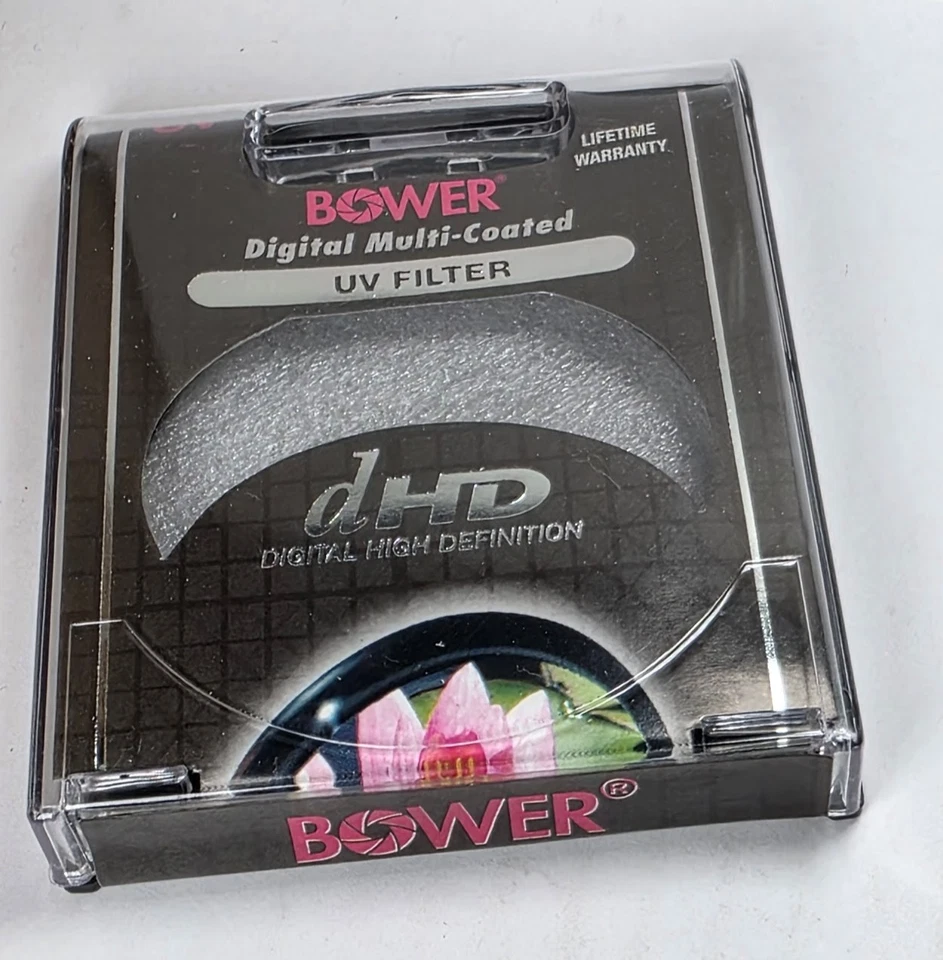 LIFETIME
WARRANTY
BOWER®
Digital Multi-Coated
UV FILTER
dHD
DIGITAL HIGH DEFINITION
BOWER®